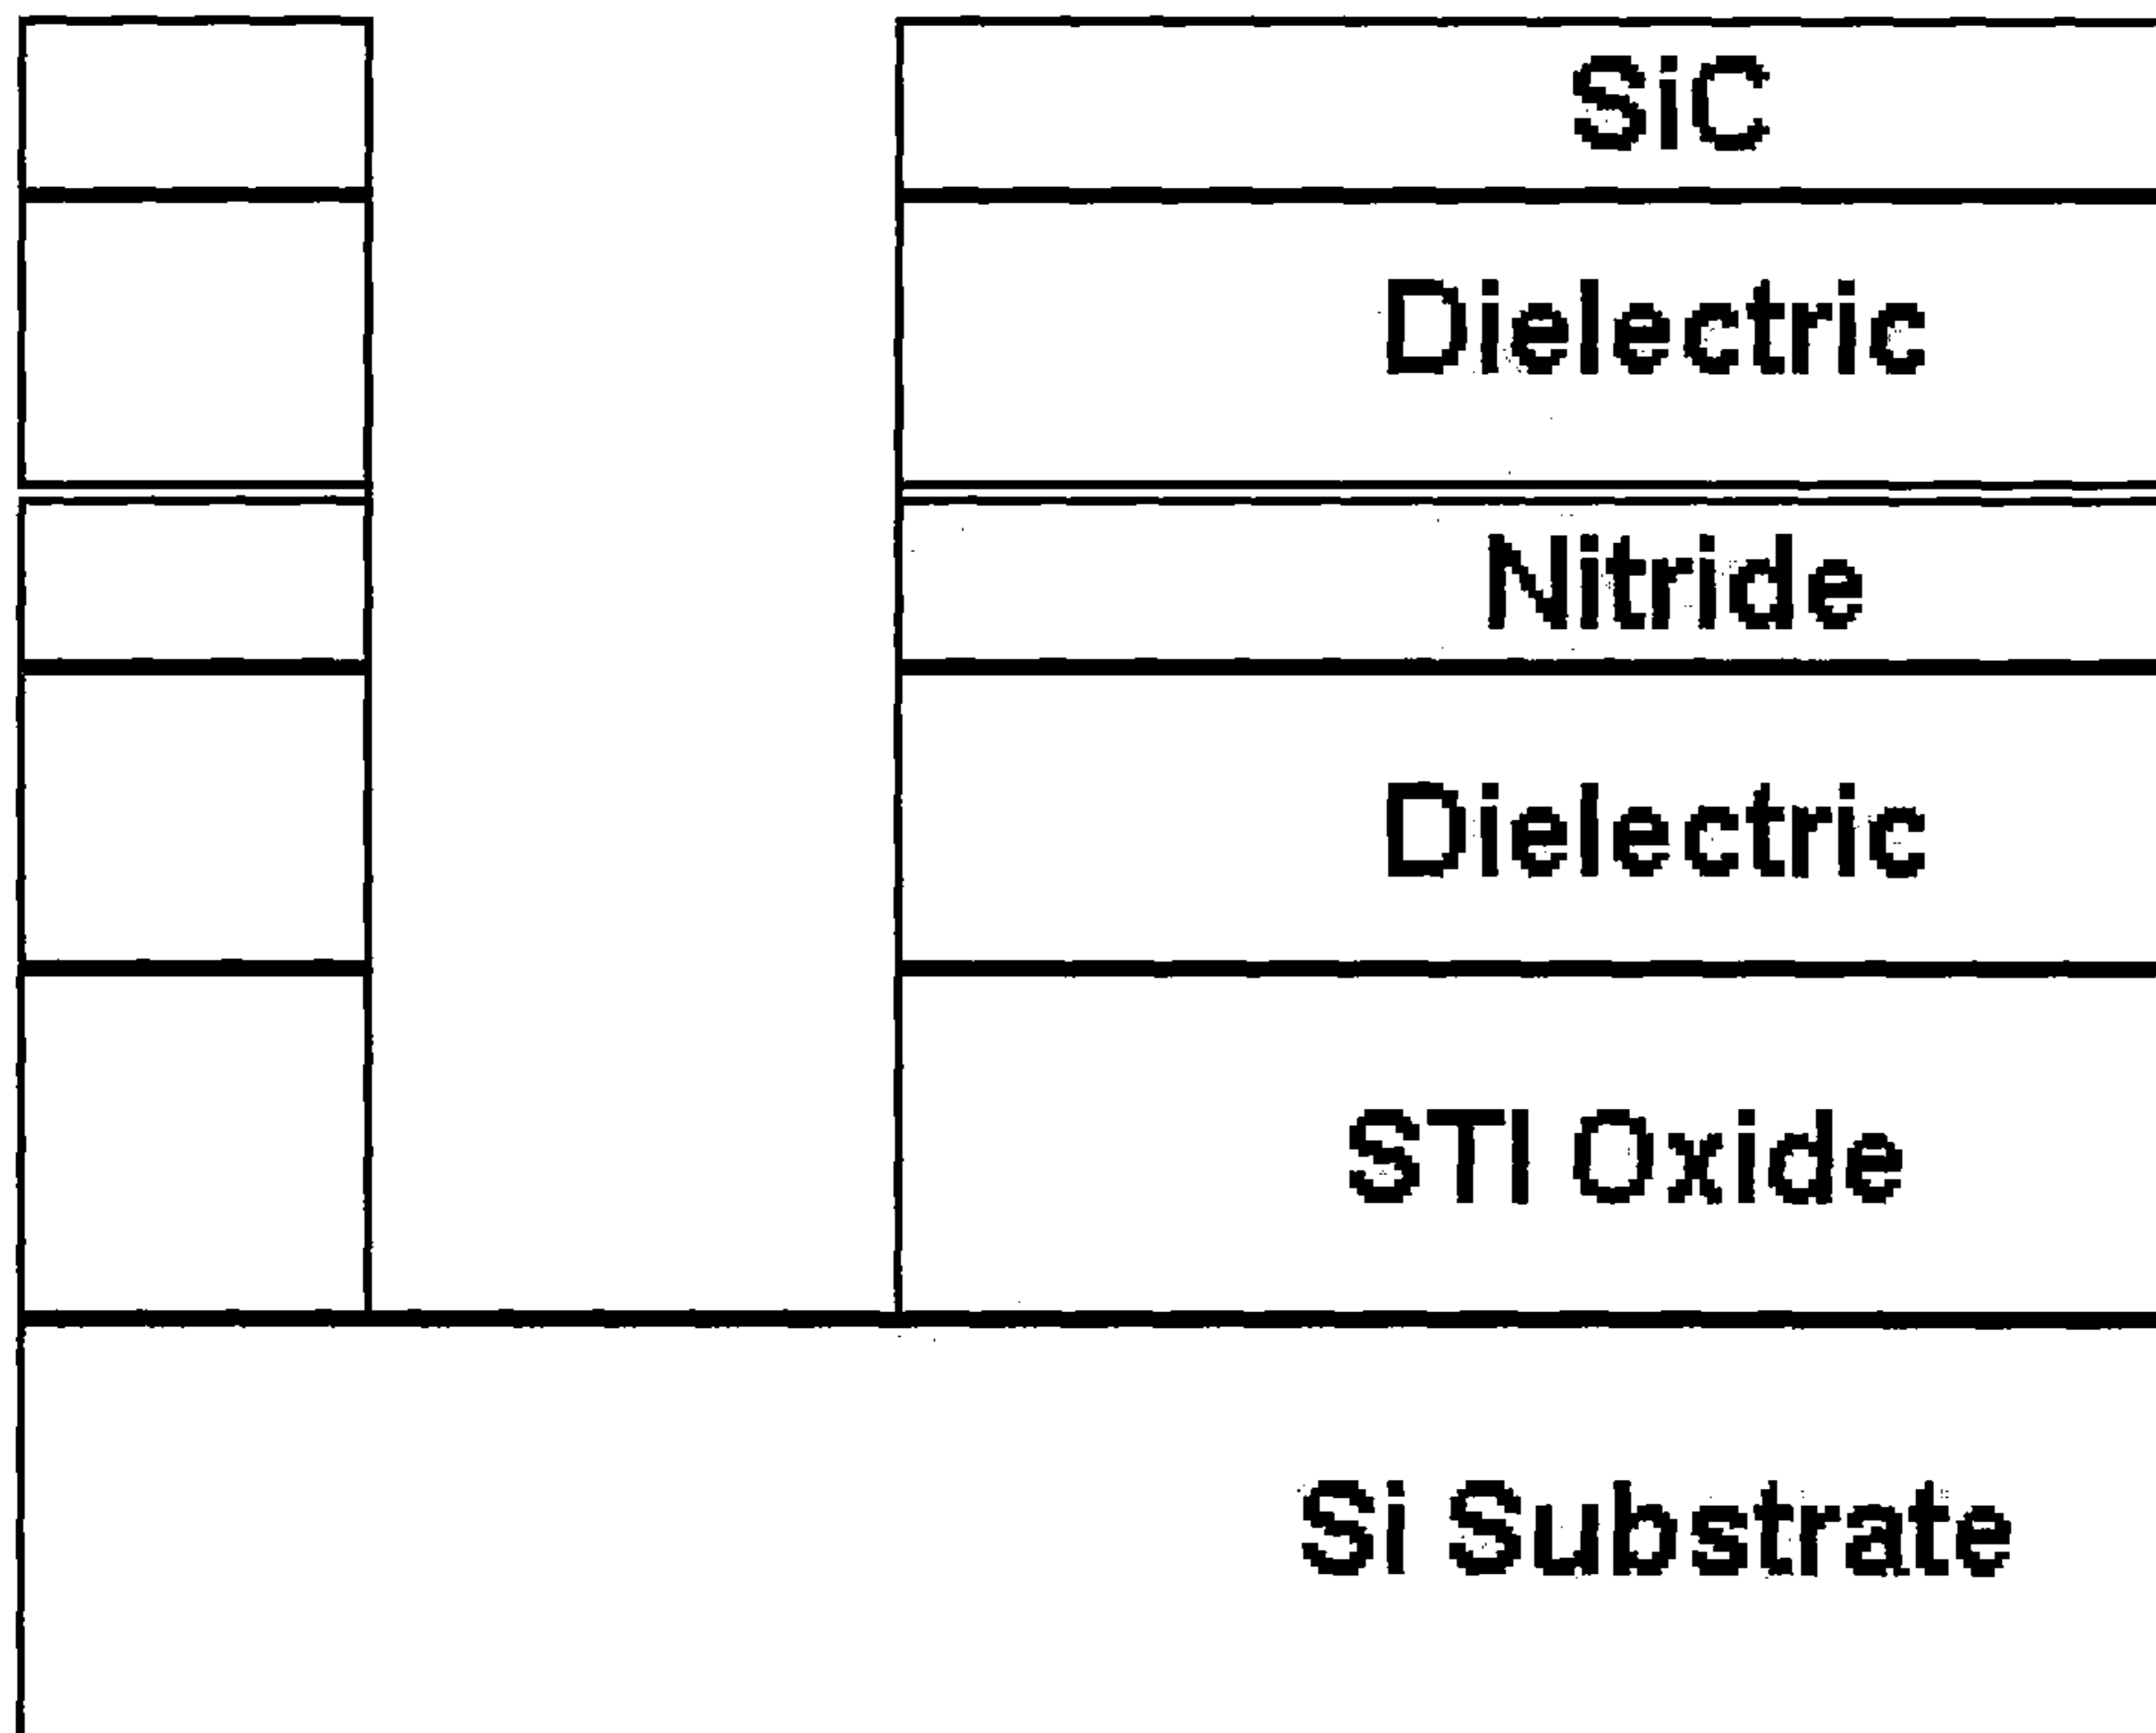 SiC
Dielectric
Nitride
Dielectric
STI Oxide
Si Substrate